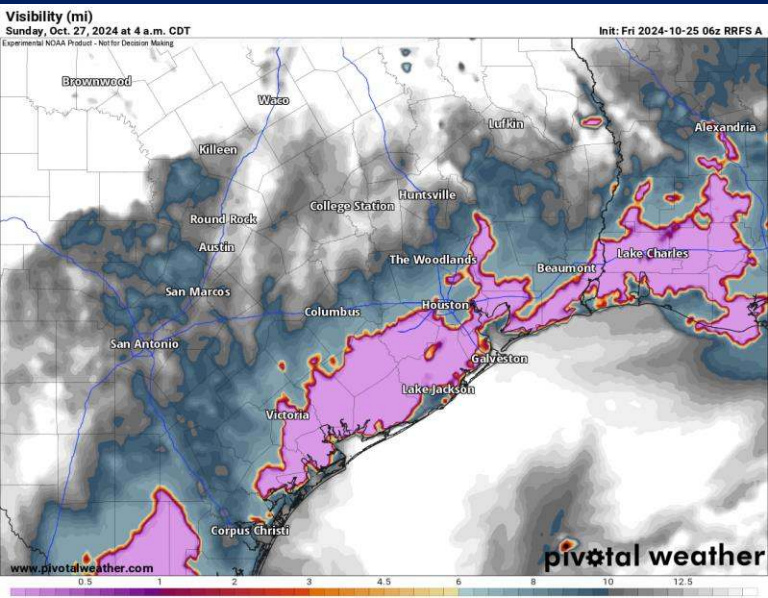 Visibility (mi)
Sunday, Oct. 27, 2024 at 4 a.m. CDT
Init: Fri 2024-10-25 06z RRFS A
Experimental NOAA Product - Not for Decision Making
Brownwood
Waco
Lufkin
Alexandria
Killeen
Huntsville
College Station
Round Rock
Austin
The Woodlands
Lake Charles
Beaumont
San Marcos
Houston
Columbus
San Antonio
Galveston
Lake Jackson
Victoria
Corpus Christi
pivotal weather
www.pivotalweather.com
0.5 1 2 3 4.5 6 8 10 12.5